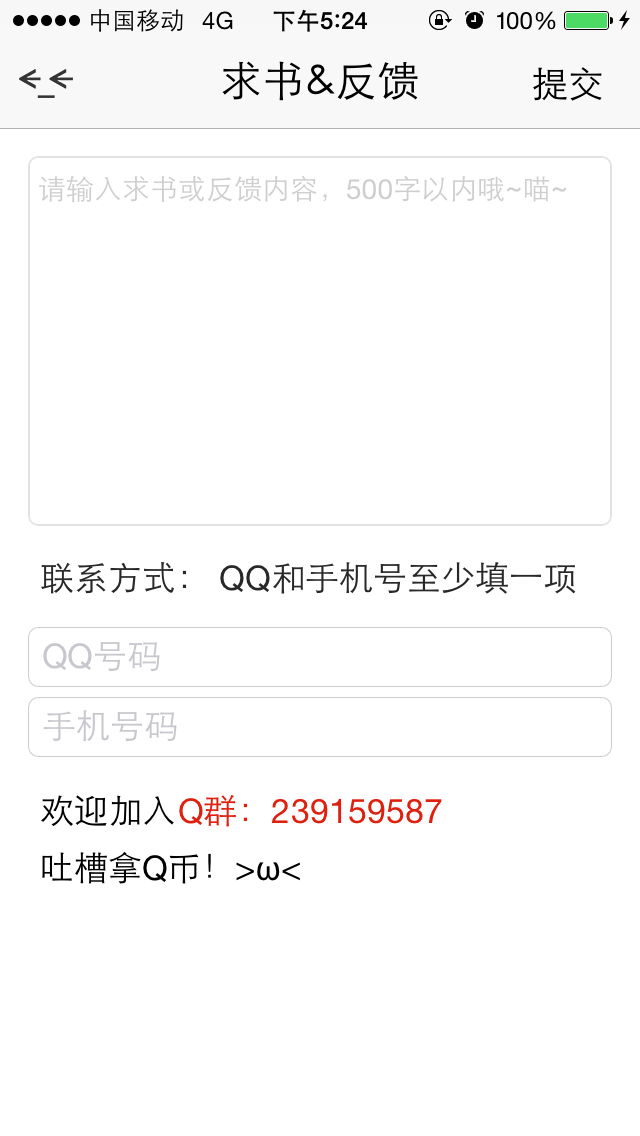 中国移动 4G 下午5:24 100%
求书&反馈 提交
请输入求书或反馈内容，500字以内哦~喵~
联系方式： QQ和手机号至少填一项
QQ号码
手机号码
欢迎加入Q群：239159587
吐槽拿Q币！>ω<